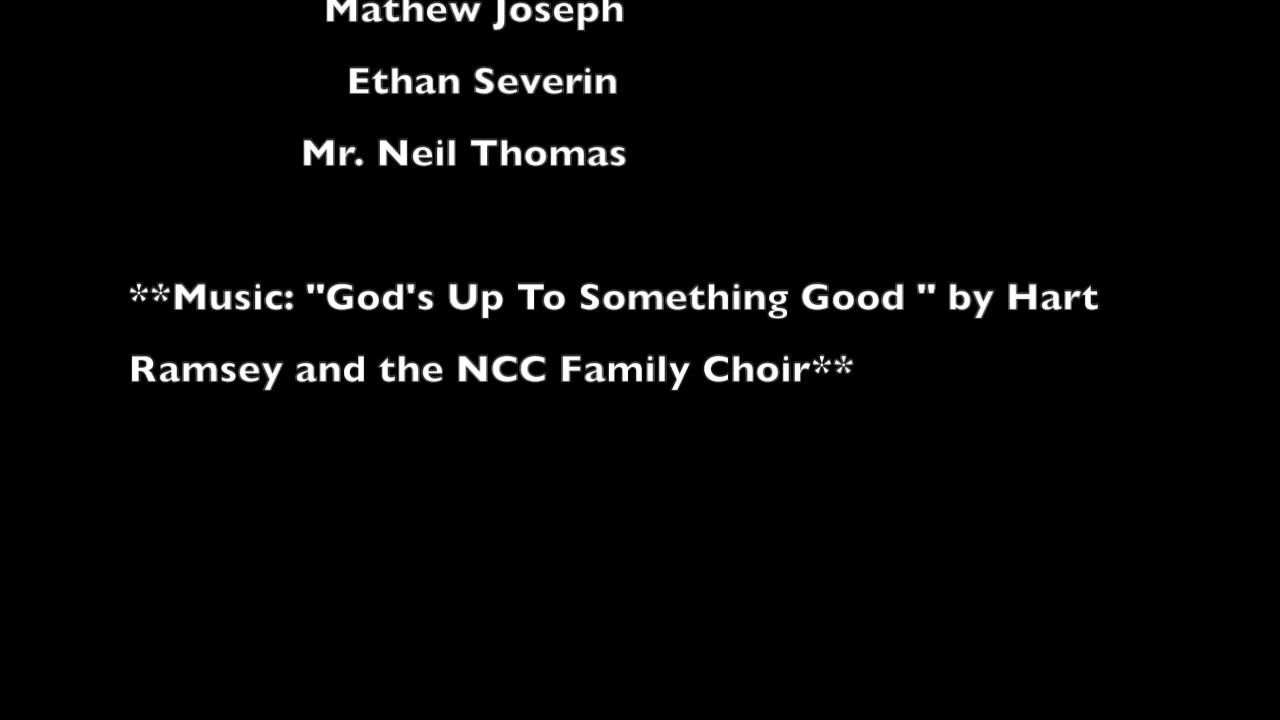 Mathew Joseph
Ethan Severin
Mr. Neil Thomas
**Music: "God's Up To Something Good " by Hart
Ramsey and the NCC Family Choir**